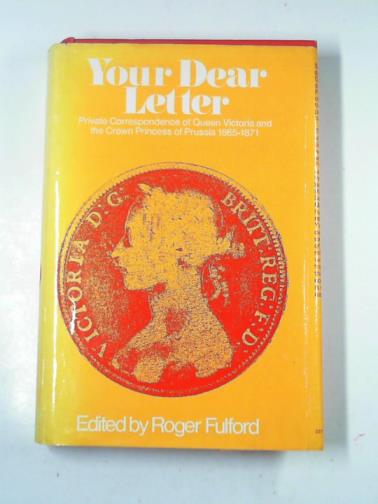 Your Dear
Letter
Private Correspondence of Queen Victoria and
the Crown Princess of Prussia 1865-1871
VICTORIA D:G: BRITT:REG:F:D:
Edited by Roger Fulford